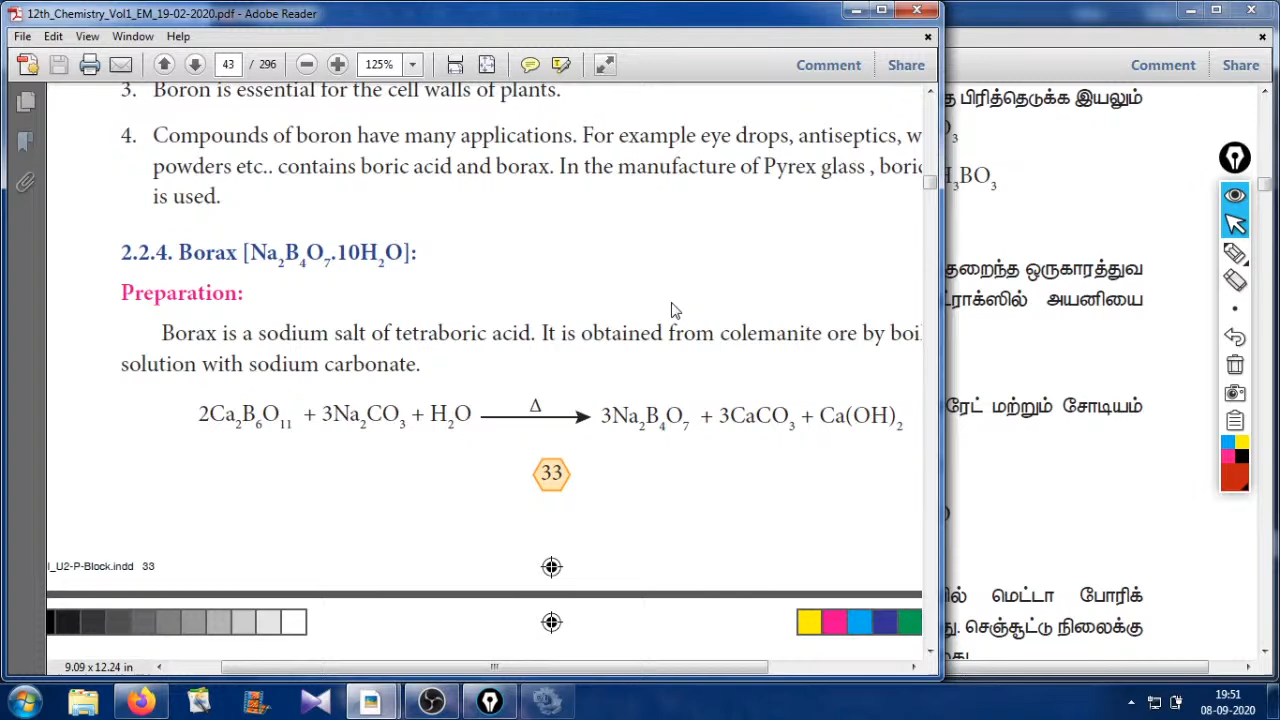 12th_Chemistry_Vol1_EM_19-02-2020.pdf - Adobe Reader
File Edit View Window Help
43 / 296 125% Comment Share
Comment Share
3. Boron is essential for the cell walls of plants.
4. Compounds of boron have many applications. For example eye drops, antiseptics, w
powders etc.. contains boric acid and borax. In the manufacture of Pyrex glass , boric
is used.
2.2.4. Borax [Na₂B₄O₇.10H₂O]:
Preparation:
Borax is a sodium salt of tetraboric acid. It is obtained from colemanite ore by boi
solution with sodium carbonate.
2Ca₂B₆O₁₁ + 3Na₂CO₃ + H₂O Δ → 3Na₂B₄O₇ + 3CaCO₃ + Ca(OH)₂
33
I_U2-P-Block.indd 33
9.09 x 12.24 in
பிரித்தெடுக்க இயலும்
H₃BO₃
குறைந்த ஒருகாரத்துவ
ட்ராக்ஸில் அயனியை
ரேட் மற்றும் சோடியம்
ில் மெட்டா போரிக்
து. செஞ்சூட்டு நிலைக்கு
19:51
08-09-2020